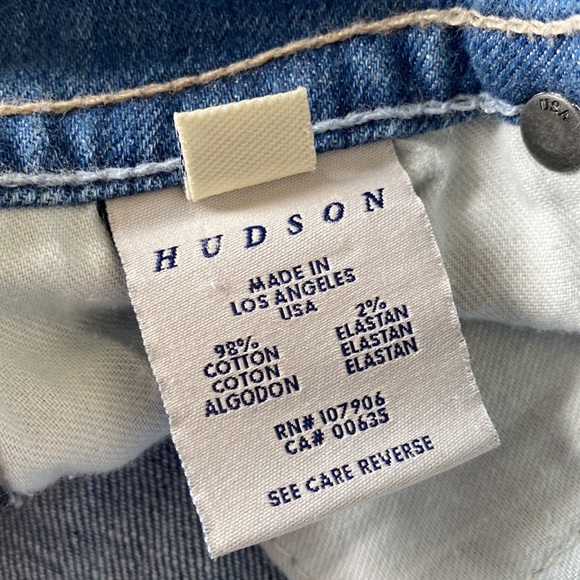 USA
HUDSON
MADE IN
LOS ANGELES
USA
98%
COTTON
COTON
ALGODON
2%
ELASTAN
ELASTAN
ELASTAN
RN# 107906
CA# 00635
SEE CARE REVERSE